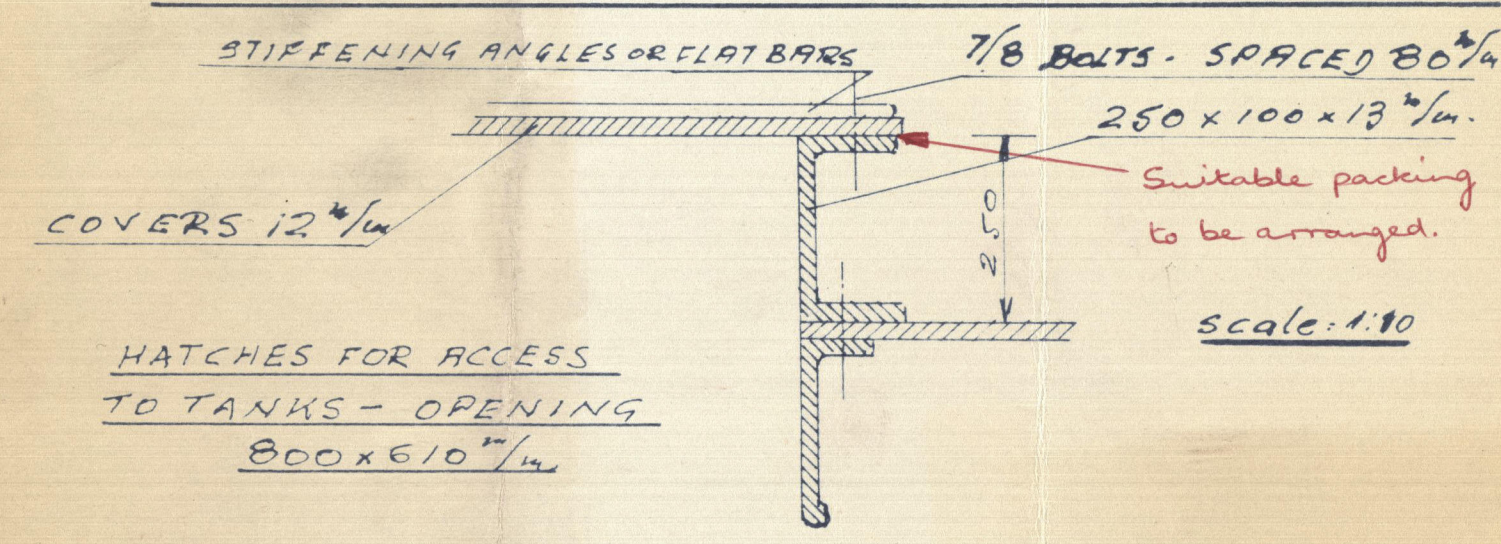 STIFFENING ANGLES OR FLAT BARS
7/8 BOLTS. SPACED 80 m/m
250 x 100 x 13 m/m.
Suitable packing
to be arranged.
COVERS 12 m/m
250
scale: 1:10
HATCHES FOR ACCESS
TO TANKS - OPENING
800 x 610 m/m